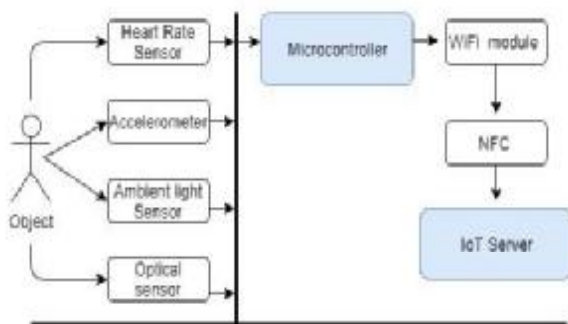 Heart Rate
Sensor
Microcontroller
WiFi module
Accelerometer
NFC
Object
Ambient light
Sensor
IoT Server
Optical
sensor